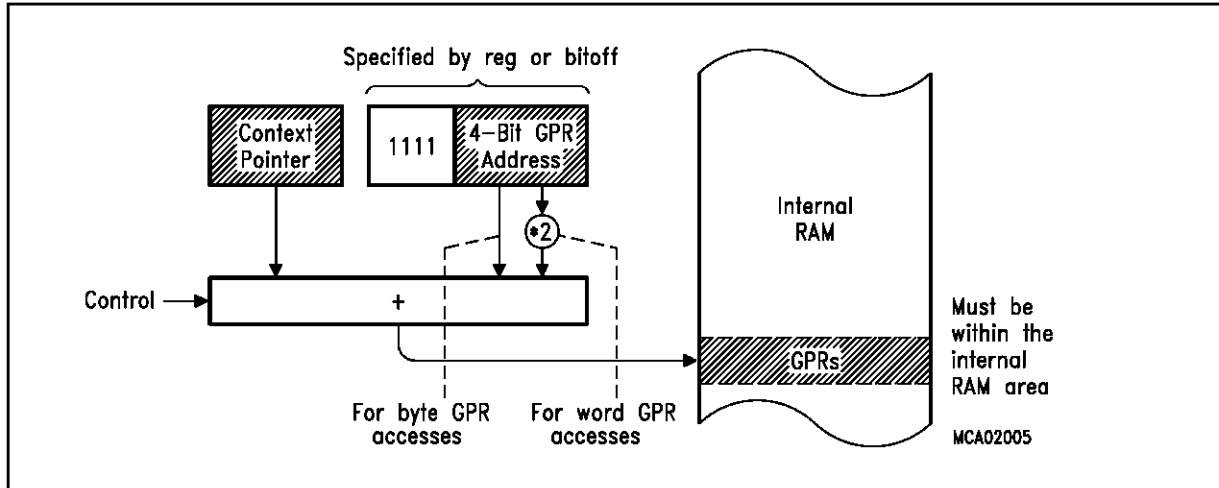 Specified by reg or bitoff
Context
Pointer
1111
4-Bit GPR
Address
*2
Control
+
For byte GPR
accesses
For word GPR
accesses
Internal
RAM
GPRs
Must be
within the
internal
RAM area
MCA02005